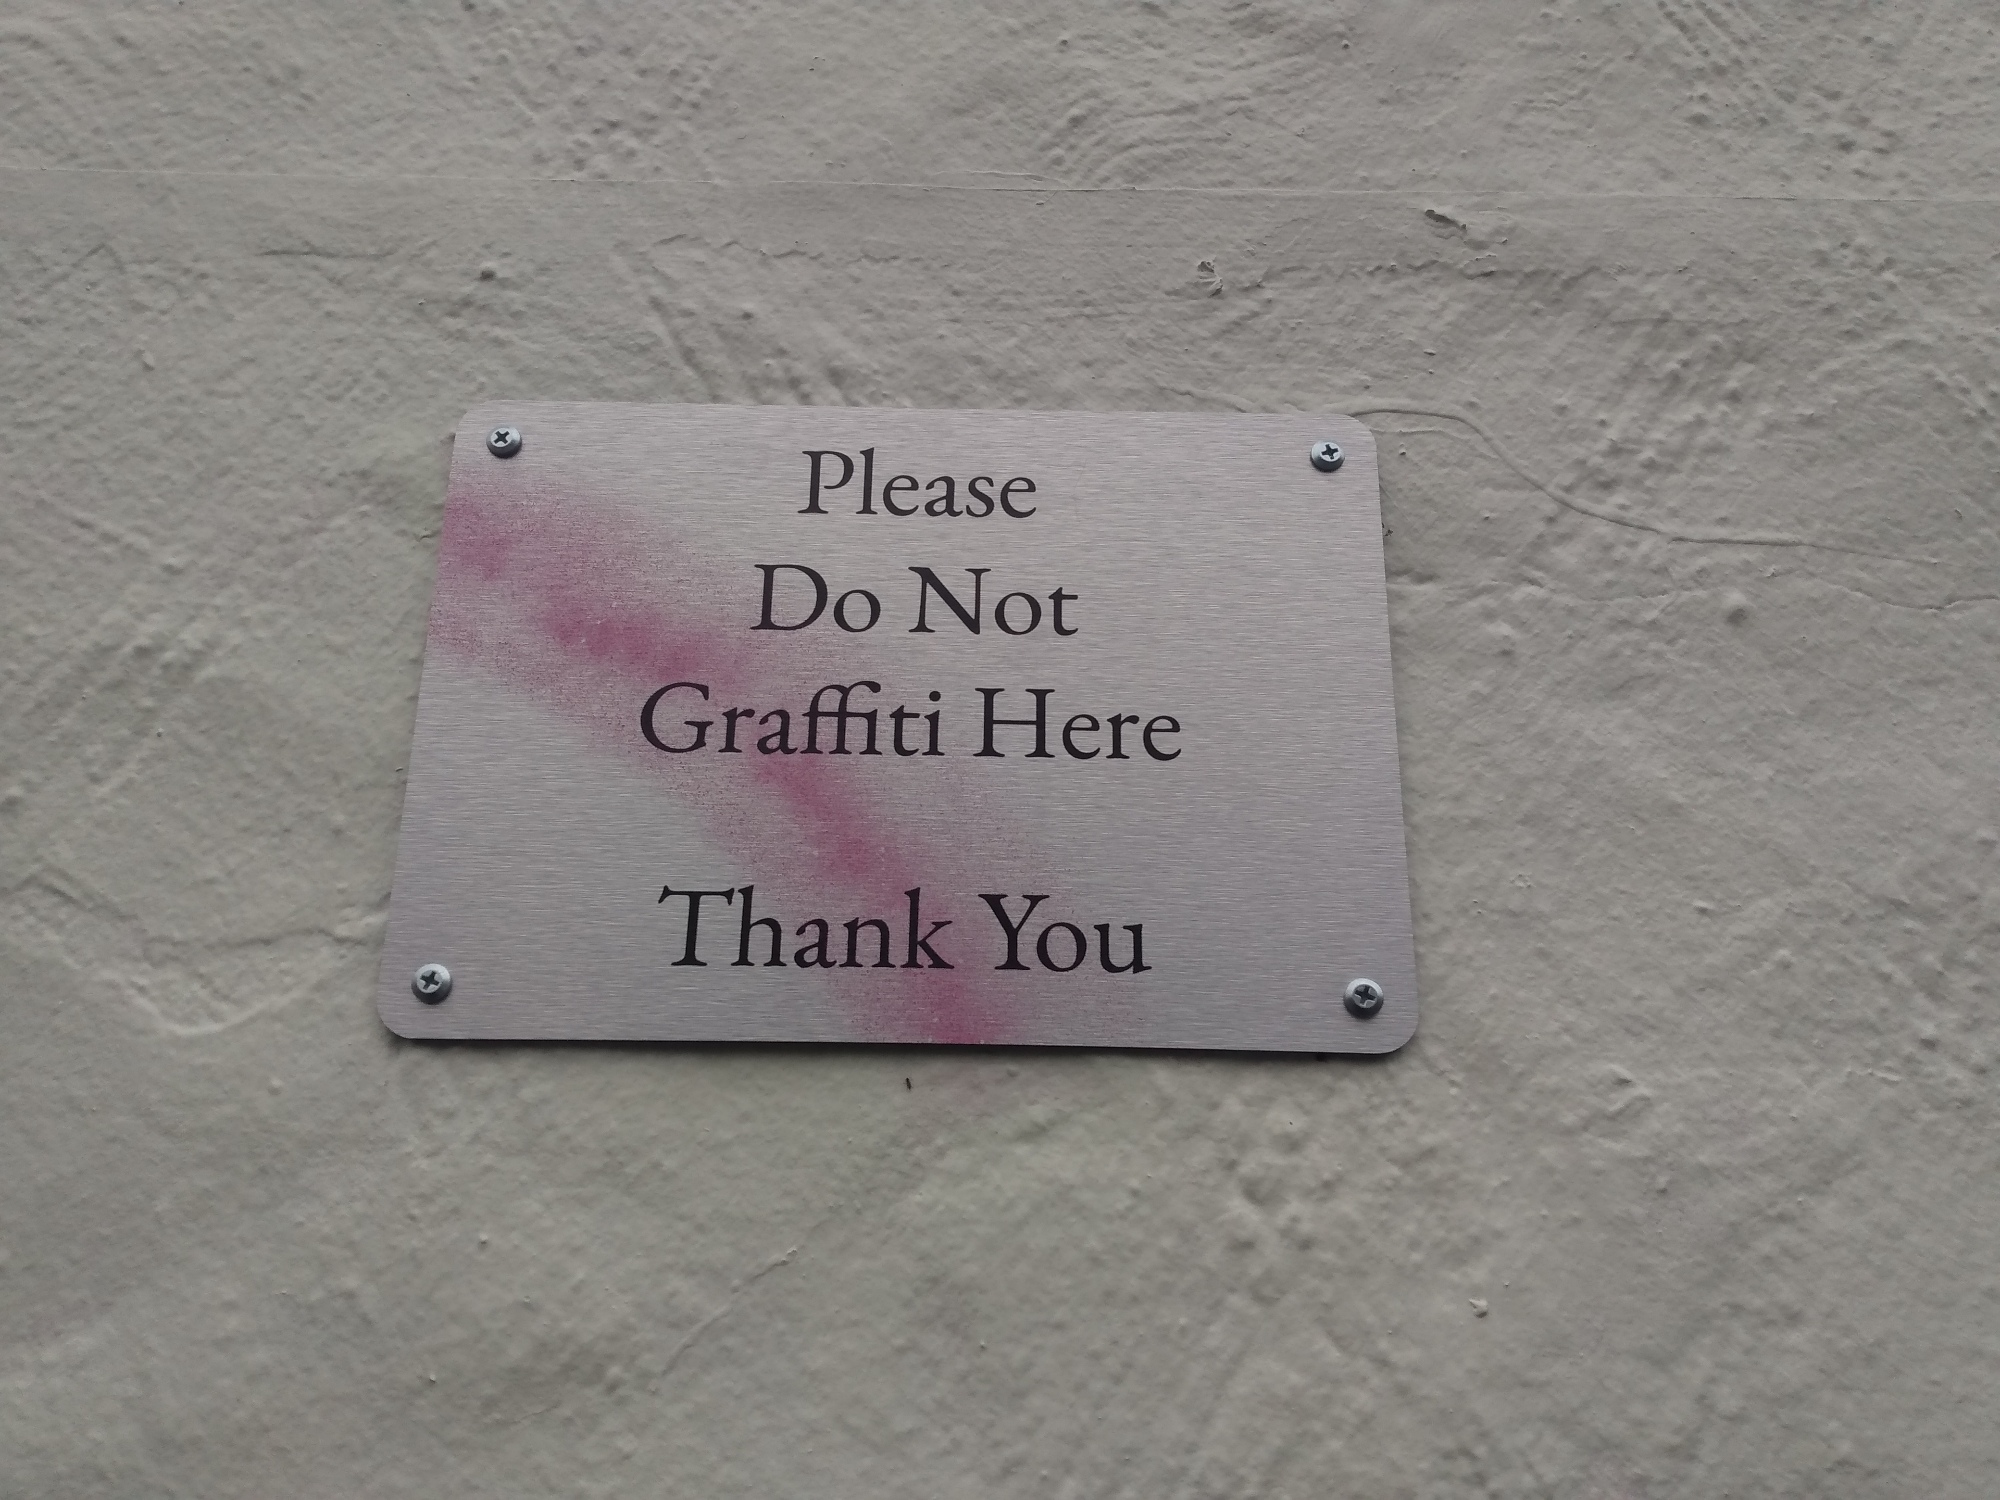 Please
Do Not
Graffiti Here
Thank You